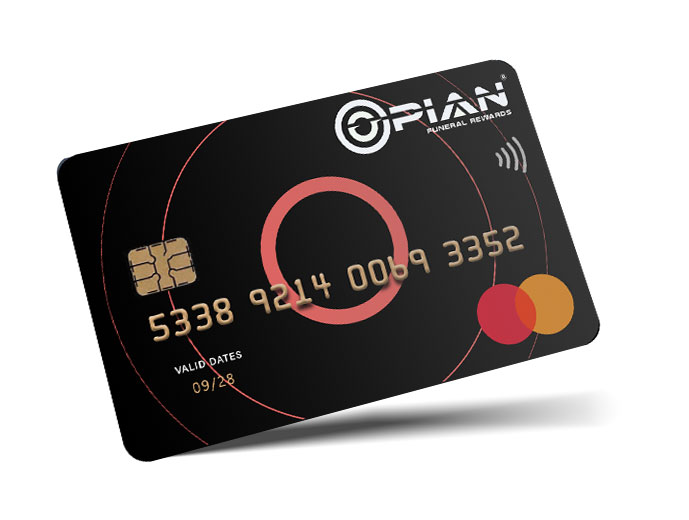 OPIAN®
FUNERAL REWARDS
5338 9214 0069 3352
VALID DATES
09/28